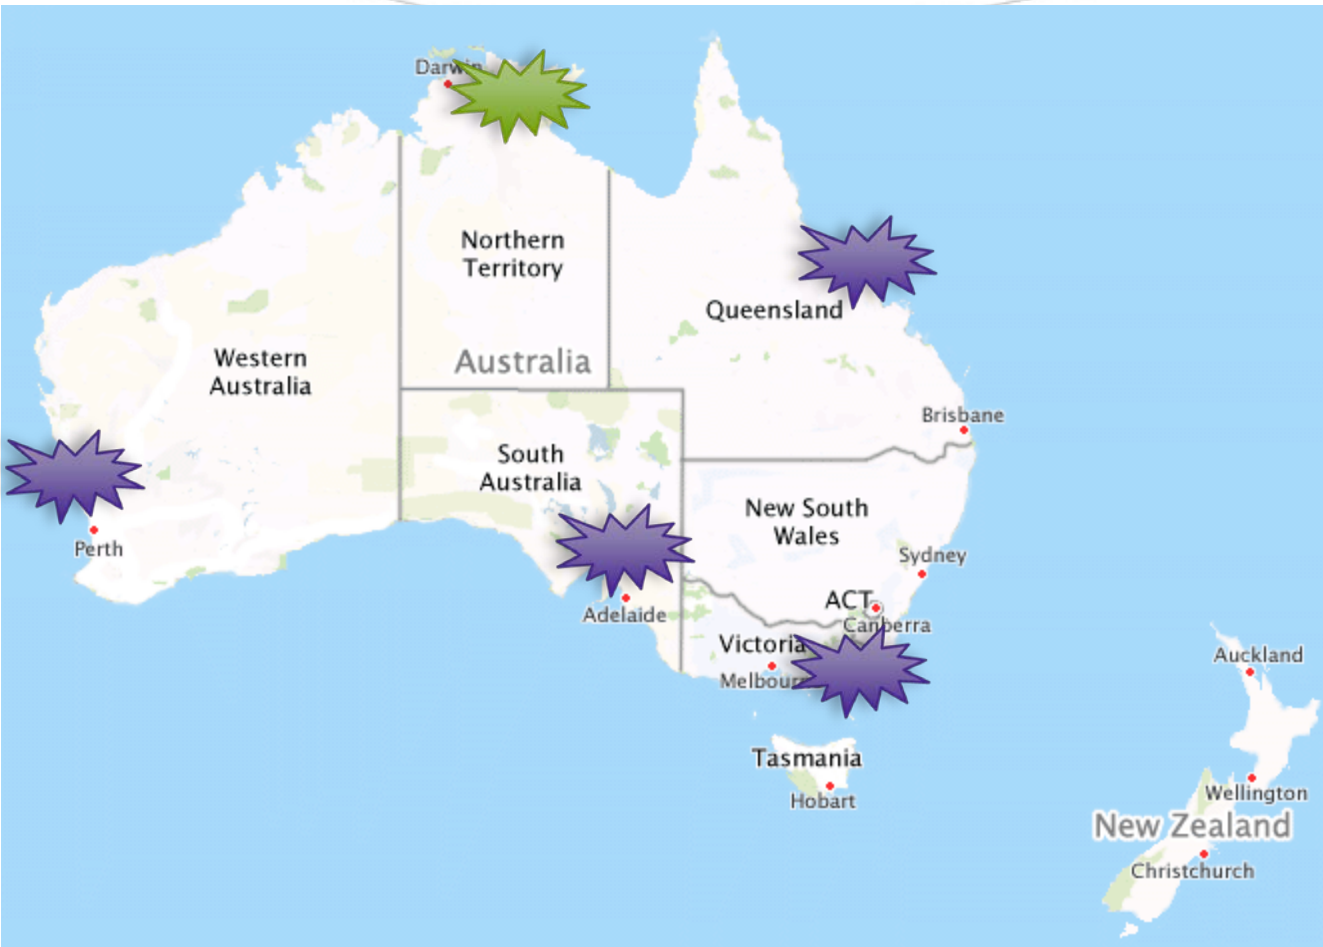 Darwin
Northern
Territory
Queensland
Western
Australia
Australia
Brisbane
South
Australia
New South
Wales
Sydney
Perth
ACT
Adelaide
Canberra
Victoria
Melbourn
Auckland
Tasmania
Hobart
Wellington
New Zealand
Christchurch